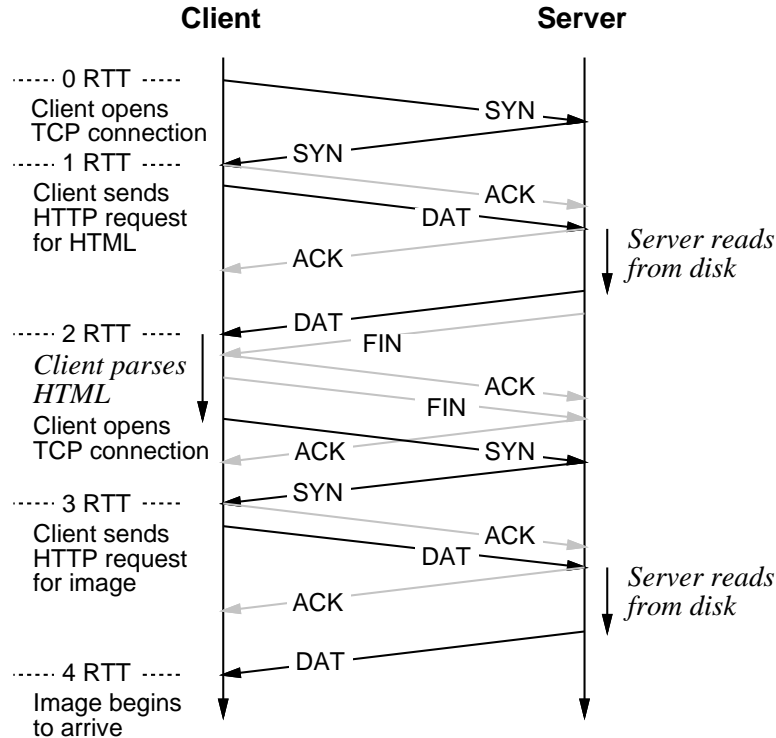 Client
Server
0 RTT
Client opens
TCP connection
SYN
SYN
1 RTT
Client sends
HTTP request
for HTML
ACK
DAT
ACK
Server reads
from disk
DAT
2 RTT
FIN
Client parses
HTML
ACK
FIN
Client opens
TCP connection
ACK
SYN
SYN
3 RTT
Client sends
HTTP request
for image
ACK
DAT
ACK
Server reads
from disk
DAT
4 RTT
Image begins
to arrive